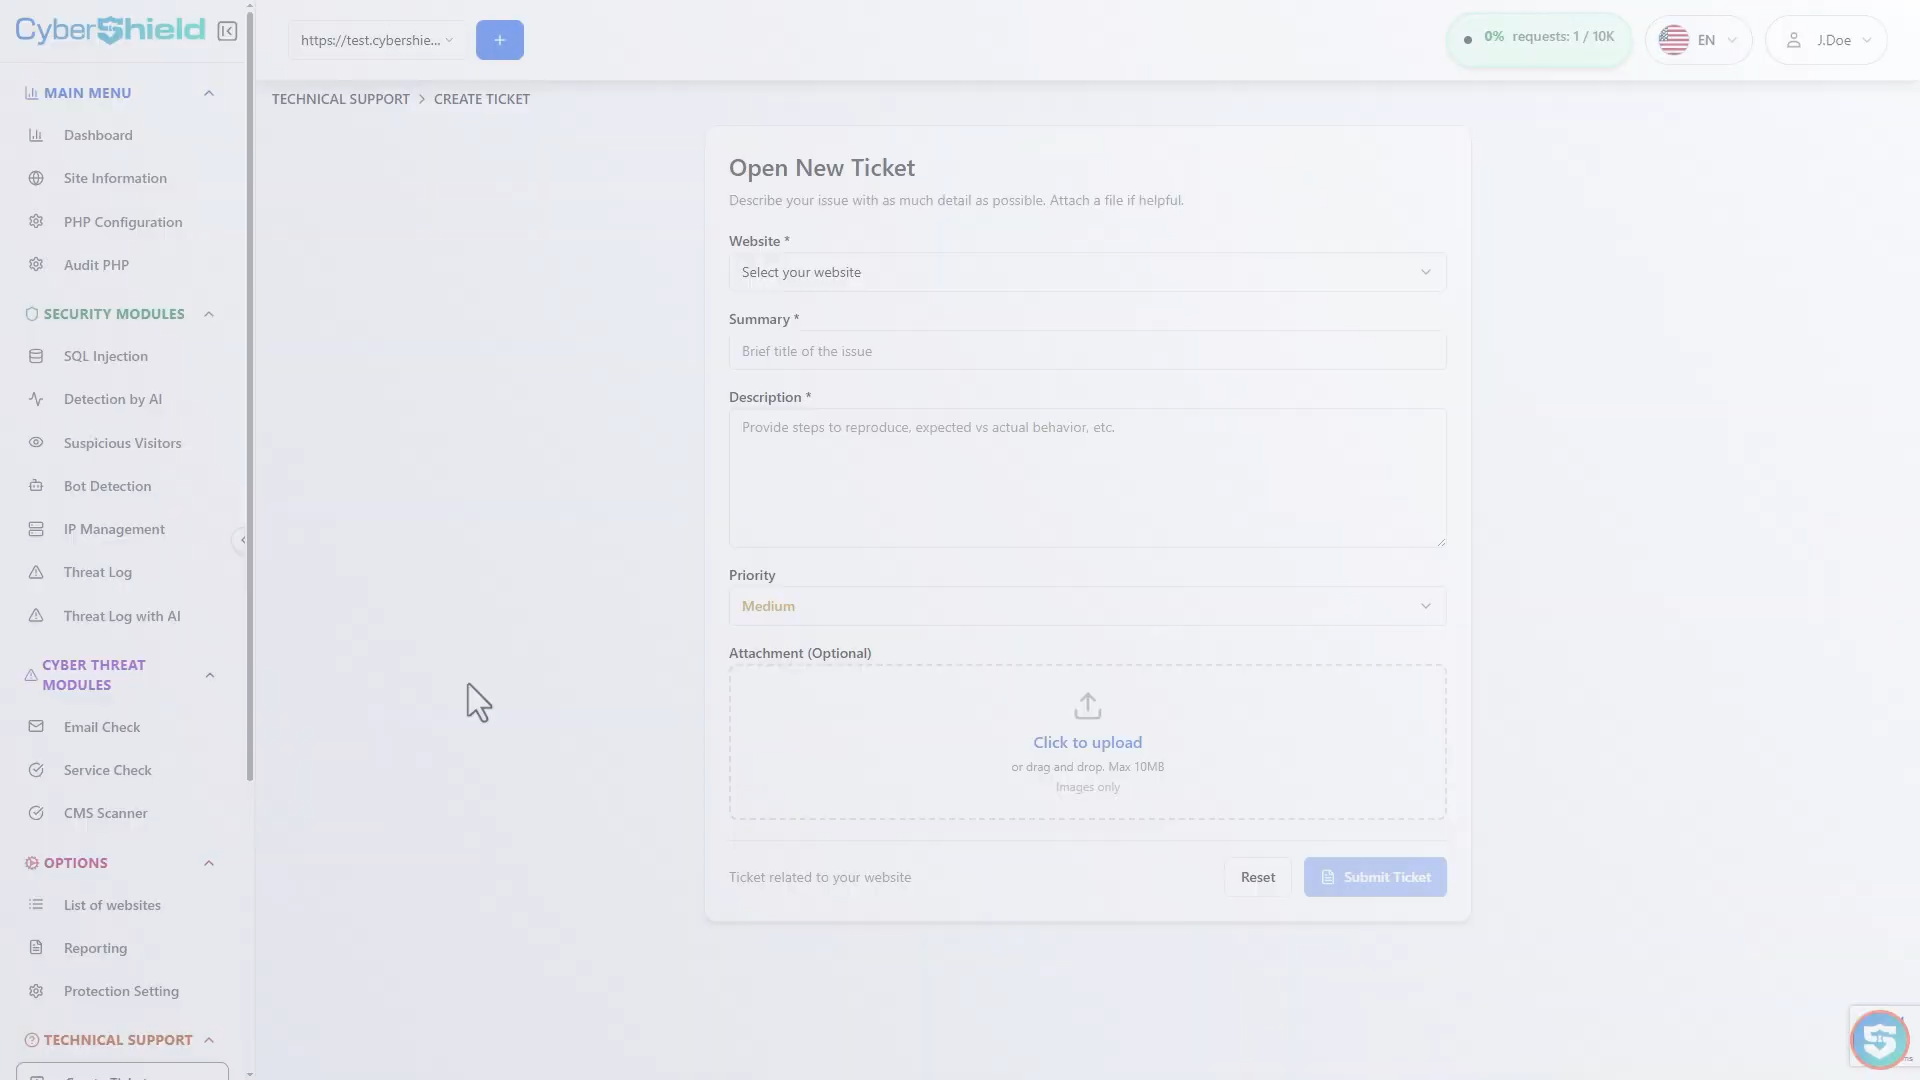 CyberShield
https://test.cybershie...
+
0% requests: 1 / 10K
EN
J.Doe
MAIN MENU
Dashboard
Site Information
PHP Configuration
Audit PHP
SECURITY MODULES
SQL Injection
Detection by AI
Suspicious Visitors
Bot Detection
IP Management
Threat Log
Threat Log with AI
CYBER THREAT
MODULES
Email Check
Service Check
CMS Scanner
OPTIONS
List of websites
Reporting
Protection Setting
TECHNICAL SUPPORT
TECHNICAL SUPPORT > CREATE TICKET
Open New Ticket
Describe your issue with as much detail as possible. Attach a file if helpful.
Website *
Select your website
Summary *
Brief title of the issue
Description *
Provide steps to reproduce, expected vs actual behavior, etc.
Priority
Medium
Attachment (Optional)
Click to upload
or drag and drop. Max 10MB
Images only
Ticket related to your website
Reset
Submit Ticket